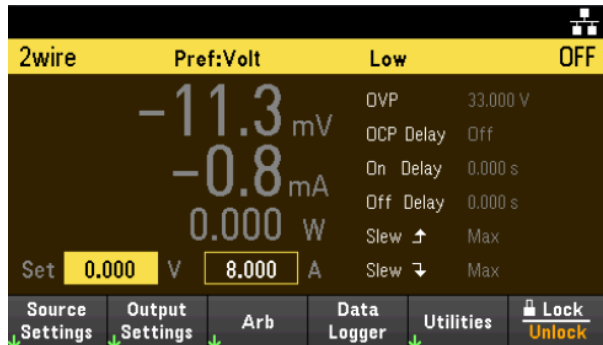 2wire Pref:Volt Low OFF
-11.3 mV
-0.8 mA
0.000 W
OVP 33.000 V
OCP Delay Off
On Delay 0.000 s
Off Delay 0.000 s
Slew Max
Slew Max
Set 0.000 V 8.000 A
Source Settings
Output Settings
Arb
Data Logger
Utilities
Lock
Unlock